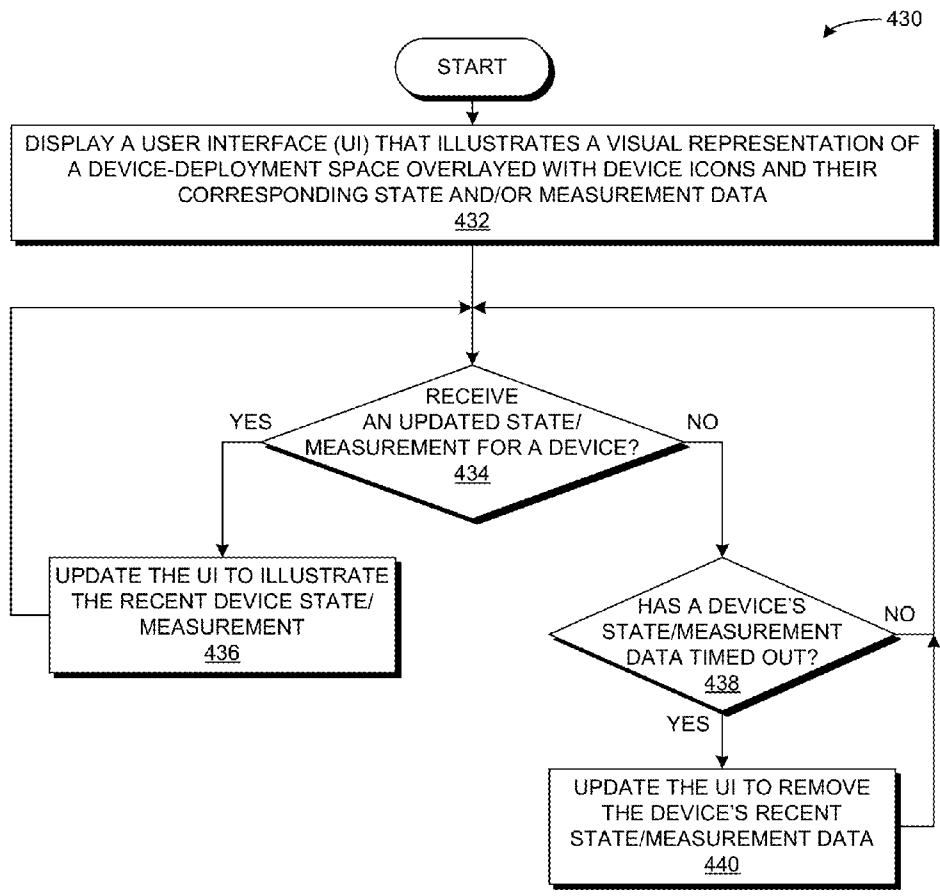 430
START
DISPLAY A USER INTERFACE (UI) THAT ILLUSTRATES A VISUAL REPRESENTATION OF
A DEVICE-DEPLOYMENT SPACE OVERLAYED WITH DEVICE ICONS AND THEIR
CORRESPONDING STATE AND/OR MEASUREMENT DATA
432
RECEIVE
AN UPDATED STATE/
MEASUREMENT FOR A DEVICE?
434
YES
NO
UPDATE THE UI TO ILLUSTRATE
THE RECENT DEVICE STATE/
MEASUREMENT
436
HAS A DEVICE'S
STATE/MEASUREMENT
DATA TIMED OUT?
438
NO
YES
UPDATE THE UI TO REMOVE
THE DEVICE'S RECENT
STATE/MEASUREMENT DATA
440